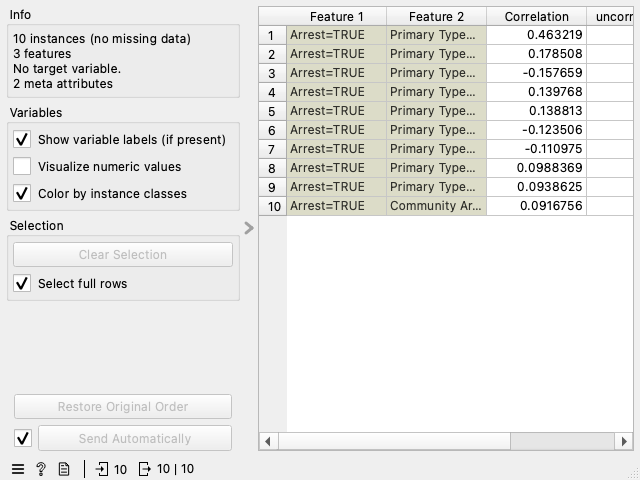 Info
10 instances (no missing data)
3 features
No target variable.
2 meta attributes
Variables
Show variable labels (if present)
Visualize numeric values
Color by instance classes
Selection
Clear Selection
Select full rows
Restore Original Order
Send Automatically
10
10 | 10
Feature 1 Feature 2 Correlation uncorr
1 Arrest=TRUE Primary Type... 0.463219
2 Arrest=TRUE Primary Type... 0.178508
3 Arrest=TRUE Primary Type... -0.157659
4 Arrest=TRUE Primary Type... 0.139768
5 Arrest=TRUE Primary Type... 0.138813
6 Arrest=TRUE Primary Type... -0.123506
7 Arrest=TRUE Primary Type... -0.110975
8 Arrest=TRUE Primary Type... 0.0988369
9 Arrest=TRUE Primary Type... 0.0938625
10 Arrest=TRUE Community Ar... 0.0916756